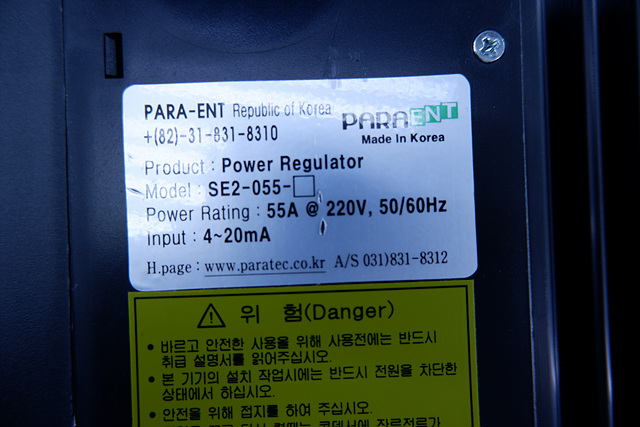 PARA-ENT Republic of Korea
+(82)-31-831-8310
PARAENT
Made In Korea
Product : Power Regulator
Model : SE2-055-□
Power Rating : 55A @ 220V, 50/60Hz
Input : 4~20mA
H.page : www.paratec.co.kr A/S 031)831-8312
위 험(Danger)
• 바르고 안전한 사용을 위해 사용전에는 반드시
취급 설명서를 읽어주십시오.
• 본 기기의 설치 작업시에는 반드시 전원을 차단한
상태에서 하십시오.
• 안전을 위해 접지를 하여 주십시오.